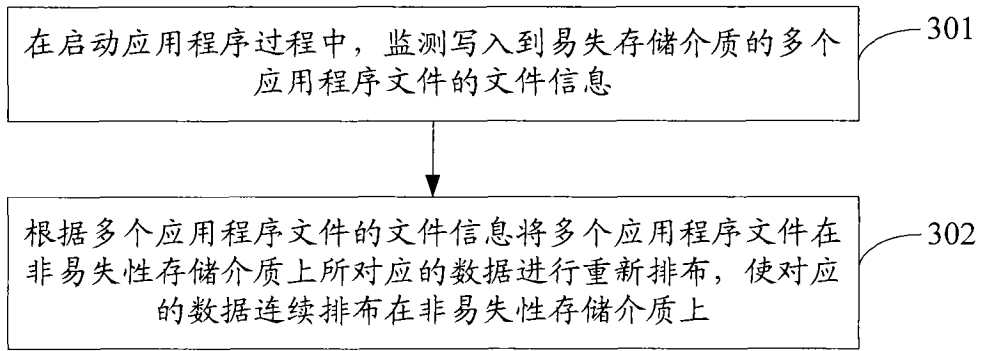 在启动应用程序过程中，监测写入到易失存储介质的多个
应用程序文件的文件信息
301
根据多个应用程序文件的文件信息将多个应用程序文件在
非易失性存储介质上所对应的数据进行重新排布，使对应
的数据连续排布在非易失性存储介质上
302